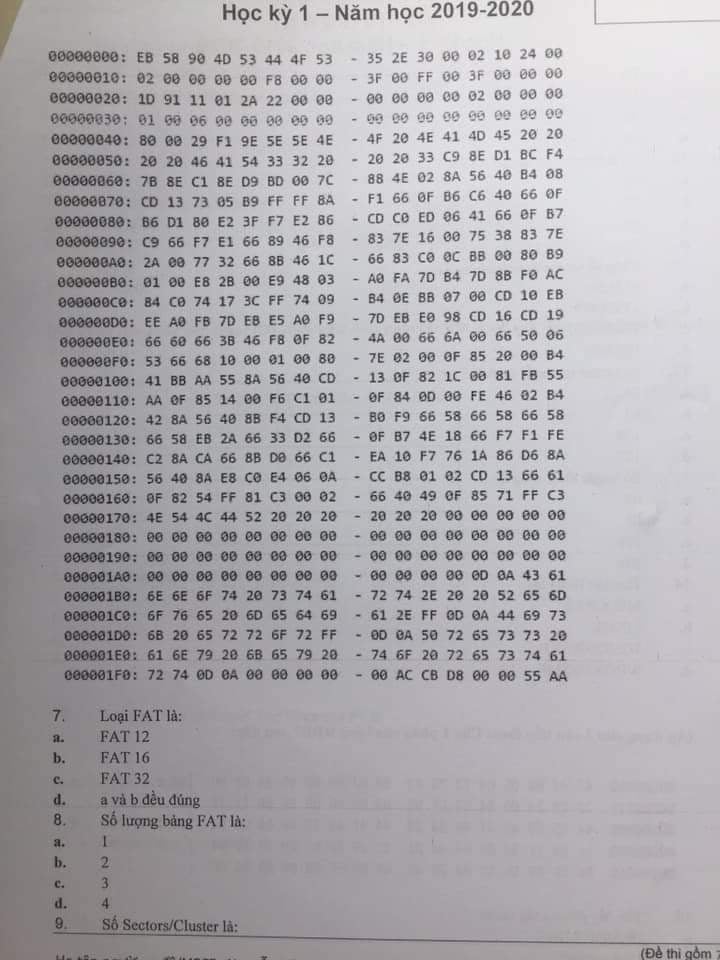 Học kỳ 1 – Năm học 2019-2020
00000000: EB 58 90 4D 53 44 4F 53 - 35 2E 30 00 02 10 24 00
00000010: 02 00 00 00 00 F8 00 00 - 3F 00 FF 00 3F 00 00 00
00000020: 1D 91 11 01 2A 22 00 00 - 00 00 00 00 02 00 00 00
00000030: 01 00 06 00 00 00 00 00 - 00 00 00 00 00 00 00 00
00000040: 80 00 29 F1 9E 5E 5E 4E - 4F 20 4E 41 4D 45 20 20
00000050: 20 20 46 41 54 33 32 20 - 20 20 33 C9 8E D1 BC F4
00000060: 7B 8E C1 8E D9 BD 00 7C - 88 4E 02 8A 56 40 B4 08
00000070: CD 13 73 05 B9 FF FF 8A - F1 66 0F B6 C6 40 66 0F
00000080: B6 D1 80 E2 3F F7 E2 86 - CD C0 ED 06 41 66 0F B7
00000090: C9 66 F7 E1 66 89 46 F8 - 83 7E 16 00 75 38 83 7E
000000A0: 2A 00 77 32 66 8B 46 1C - 66 83 C0 0C BB 00 80 B9
000000B0: 01 00 E8 2B 00 E9 48 03 - A0 FA 7D B4 7D 8B F0 AC
000000C0: 84 C0 74 17 3C FF 74 09 - B4 0E BB 07 00 CD 10 EB
000000D0: EE A0 FB 7D EB E5 A0 F9 - 7D EB E0 98 CD 16 CD 19
000000E0: 66 60 66 3B 46 F8 0F 82 - 4A 00 66 6A 00 66 50 06
000000F0: 53 66 68 10 00 01 00 80 - 7E 02 00 0F 85 20 00 B4
00000100: 41 BB AA 55 8A 56 40 CD - 13 0F 82 1C 00 81 FB 55
00000110: AA 0F 85 14 00 F6 C1 01 - 0F 84 0D 00 FE 46 02 B4
00000120: 42 8A 56 40 8B F4 CD 13 - B0 F9 66 58 66 58 66 58
00000130: 66 58 EB 2A 66 33 D2 66 - 0F B7 4E 18 66 F7 F1 FE
00000140: C2 8A CA 66 8B D0 66 C1 - EA 10 F7 76 1A 86 D6 8A
00000150: 56 40 8A E8 C0 E4 06 0A - CC B8 01 02 CD 13 66 61
00000160: 0F 82 54 FF 81 C3 00 02 - 66 40 49 0F 85 71 FF C3
00000170: 4E 54 4C 44 52 20 20 20 - 20 20 20 00 00 00 00 00
00000180: 00 00 00 00 00 00 00 00 - 00 00 00 00 00 00 00 00
00000190: 00 00 00 00 00 00 00 00 - 00 00 00 00 00 00 00 00
000001A0: 00 00 00 00 00 00 00 00 - 00 00 00 00 0D 0A 43 61
000001B0: 6E 6E 6F 74 20 73 74 61 - 72 74 2E 20 20 52 65 6D
000001C0: 6F 76 65 20 6D 65 64 69 - 61 2E FF 0D 0A 44 69 73
000001D0: 6B 20 65 72 72 6F 72 FF - 0D 0A 50 72 65 73 73 20
000001E0: 61 6E 79 20 6B 65 79 20 - 74 6F 20 72 65 73 74 61
000001F0: 72 74 0D 0A 00 00 00 00 - 00 AC CB D8 00 00 55 AA
7. Loại FAT là:
a. FAT 12
b. FAT 16
c. FAT 32
d. a và b đều đúng
8. Số lượng bảng FAT là:
a. 1
b. 2
c. 3
d. 4
9. Số Sectors/Cluster là:
(Đề thi gồm